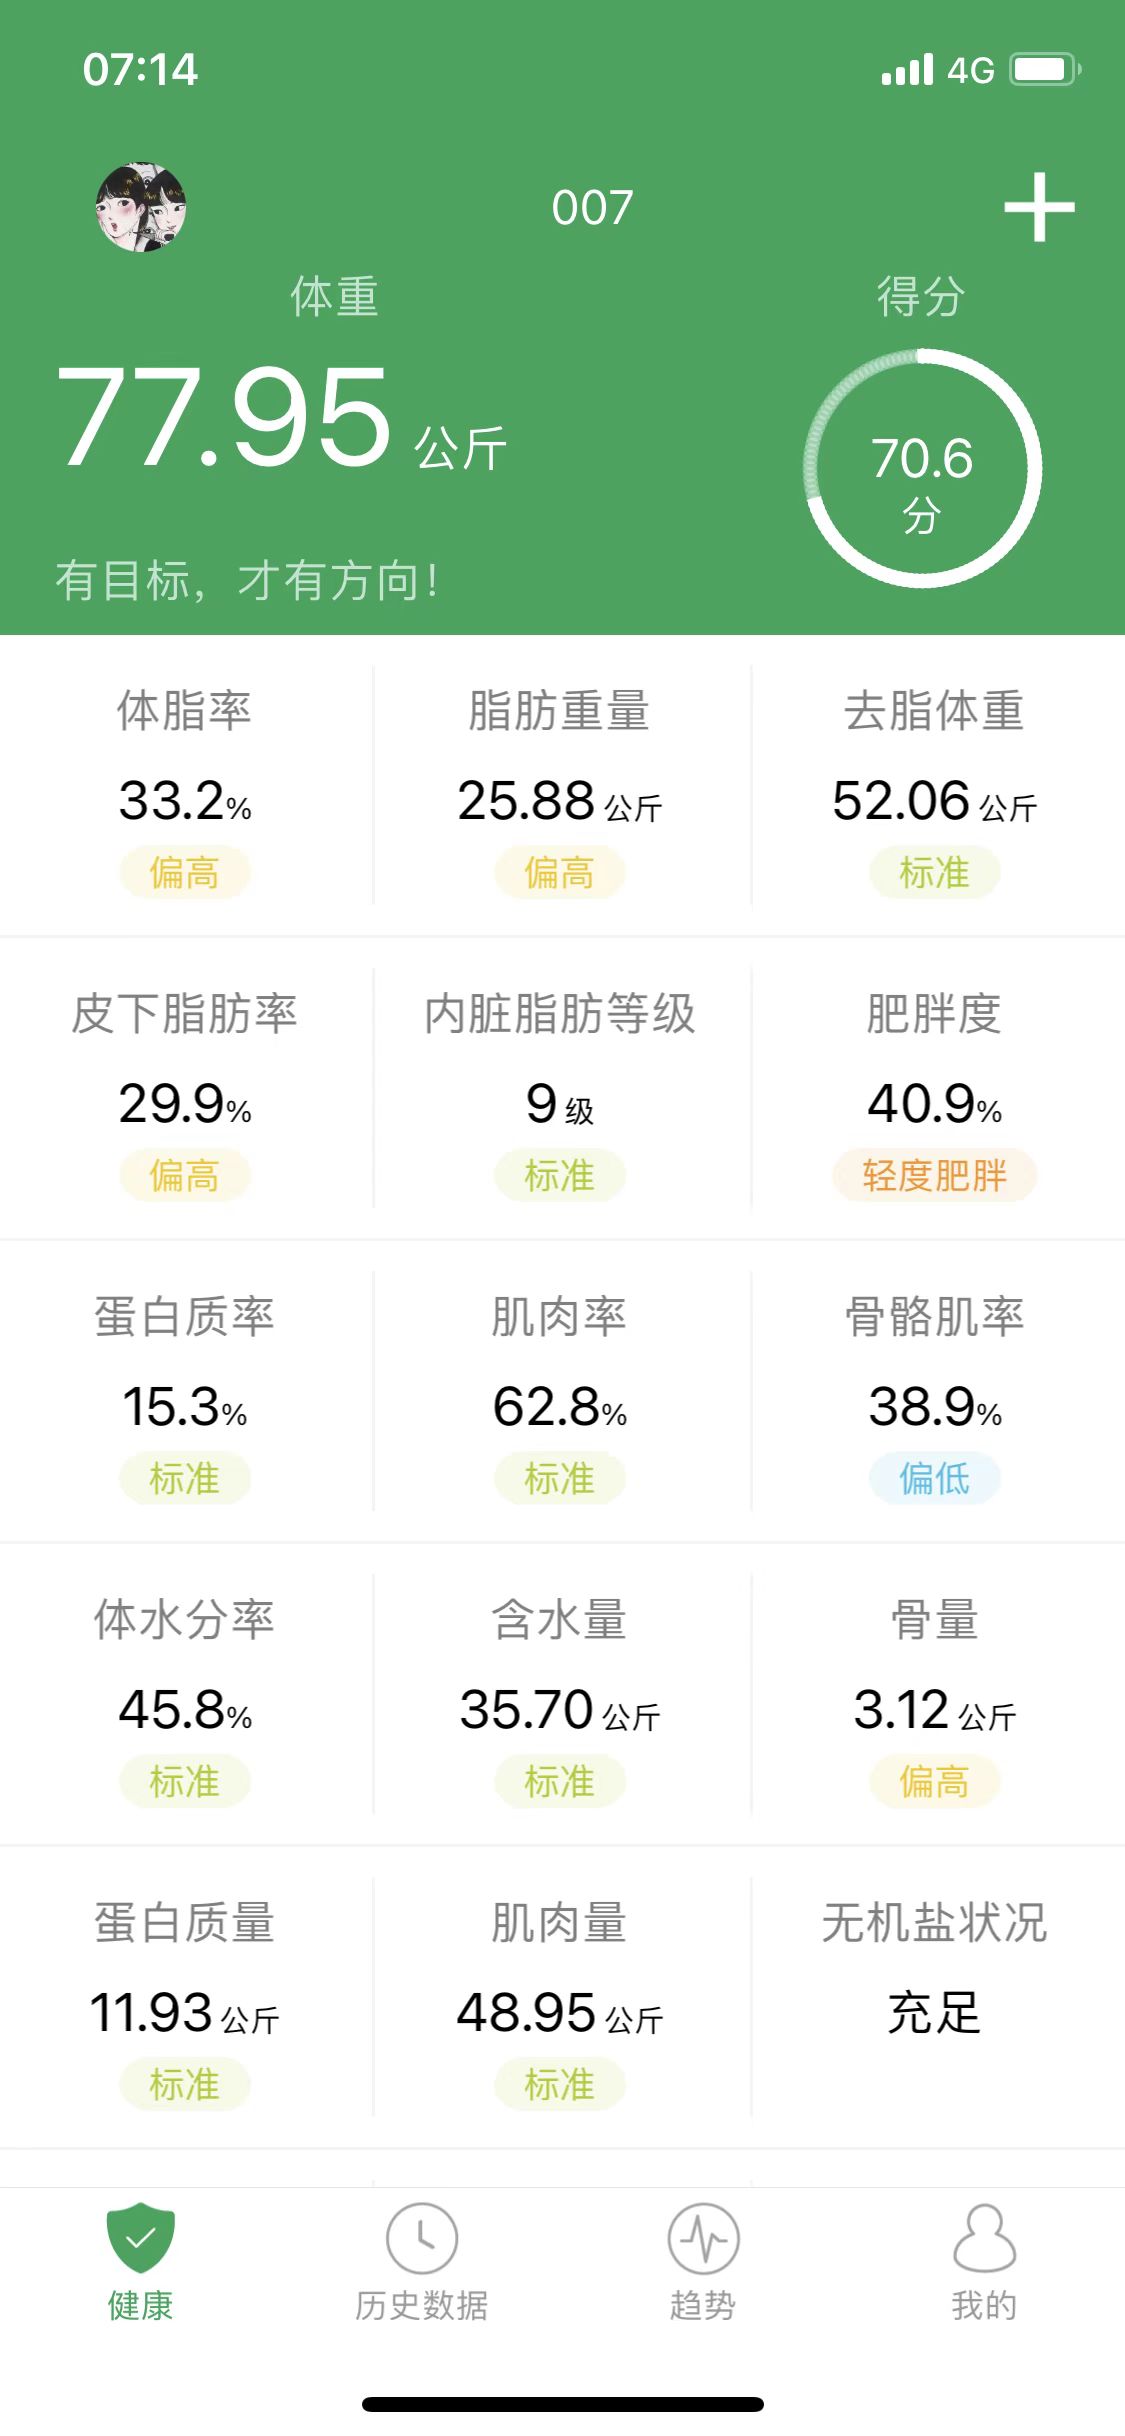 07:14 4G
007
体重 得分
77.95 公斤 70.6
分
有目标，才有方向！
体脂率 脂肪重量 去脂体重
33.2% 25.88 公斤 52.06 公斤
偏高 偏高 标准
皮下脂肪率 内脏脂肪等级 肥胖度
29.9% 9 级 40.9%
偏高 标准 轻度肥胖
蛋白质率 肌肉率 骨骼肌率
15.3% 62.8% 38.9%
标准 标准 偏低
体水分率 含水量 骨量
45.8% 35.70 公斤 3.12 公斤
标准 标准 偏高
蛋白质量 肌肉量 无机盐状况
11.93 公斤 48.95 公斤 充足
标准 标准
健康 历史数据 趋势 我的